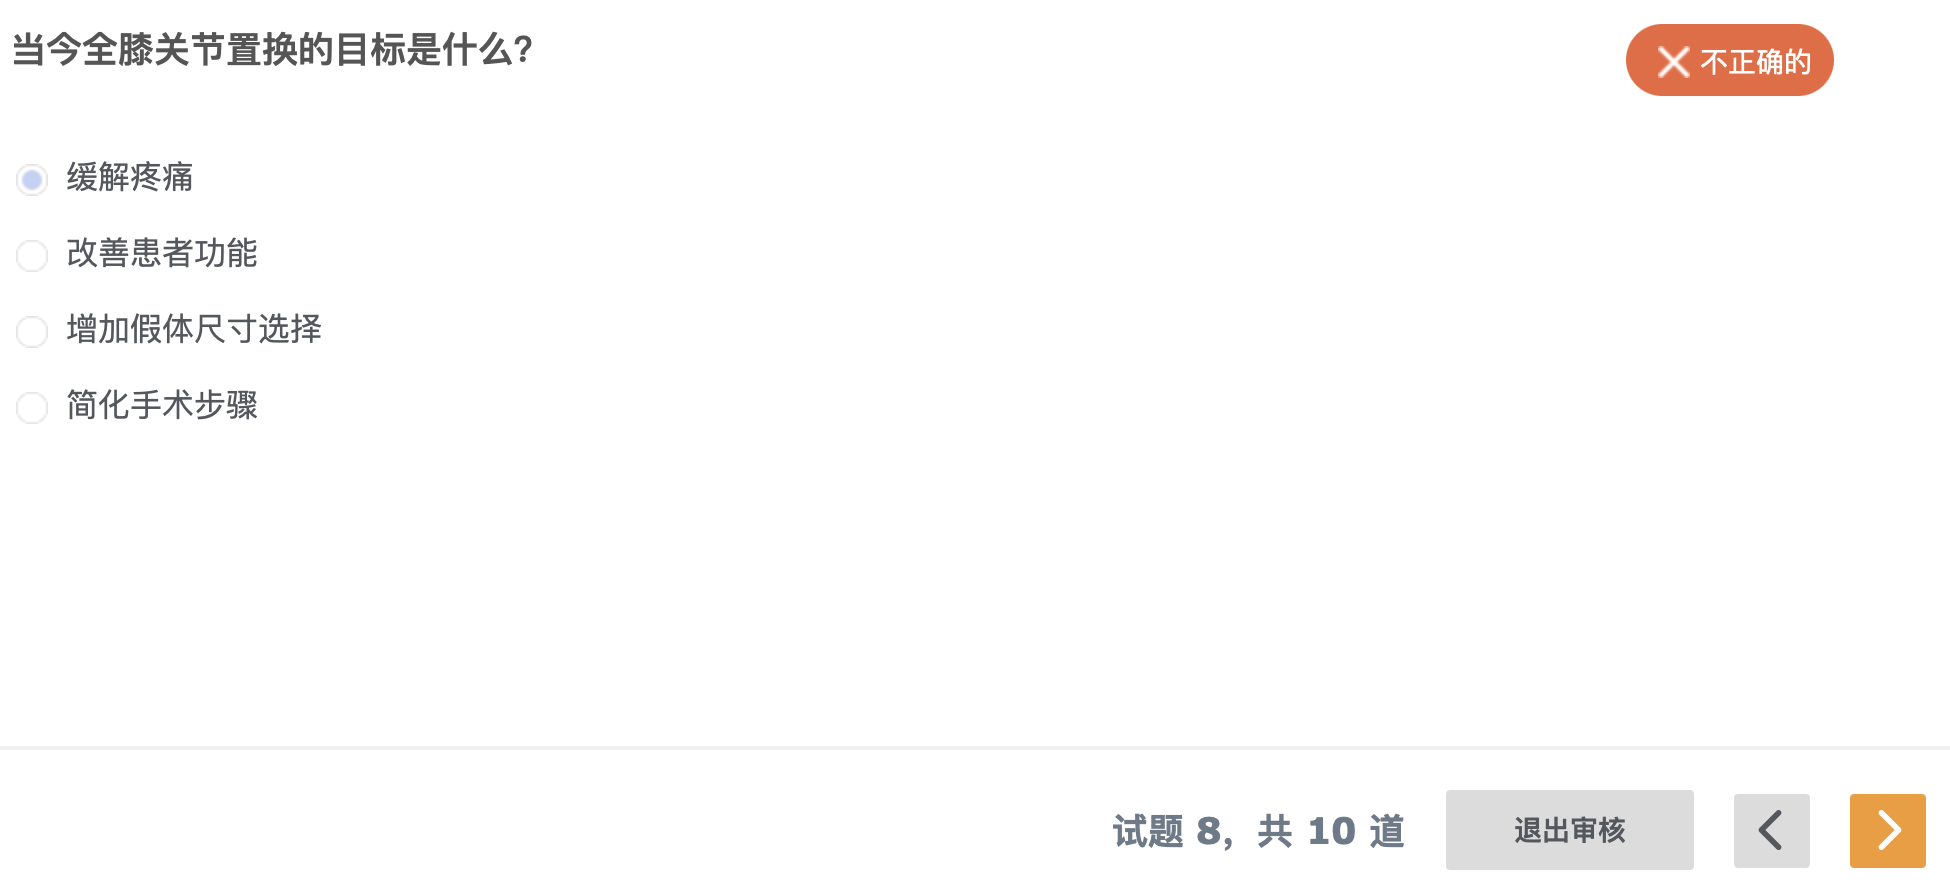 当今全膝关节置换的目标是什么?
不正确的
缓解疼痛
改善患者功能
增加假体尺寸选择
简化手术步骤
试题 8, 共 10 道
退出审核